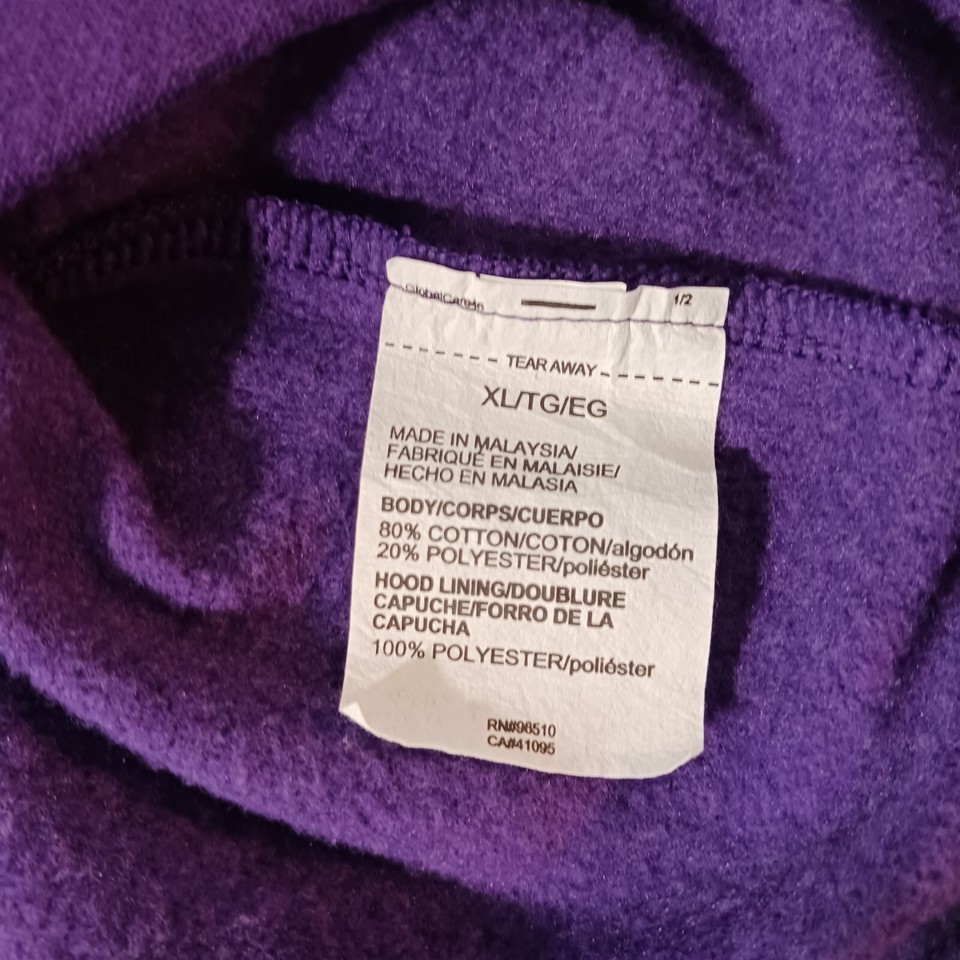 1/2
TEAR AWAY
XL/TG/EG
MADE IN MALAYSIA/
FABRIQUÉ EN MALAISIE/
HECHO EN MALASIA
BODY/CORPS/CUERPO
80% COTTON/COTON/algodón
20% POLYESTER/poliéster
HOOD LINING/DOUBLURE
CAPUCHE/FORRO DE LA
CAPUCHA
100% POLYESTER/poliéster
RN#96510
CA#41095